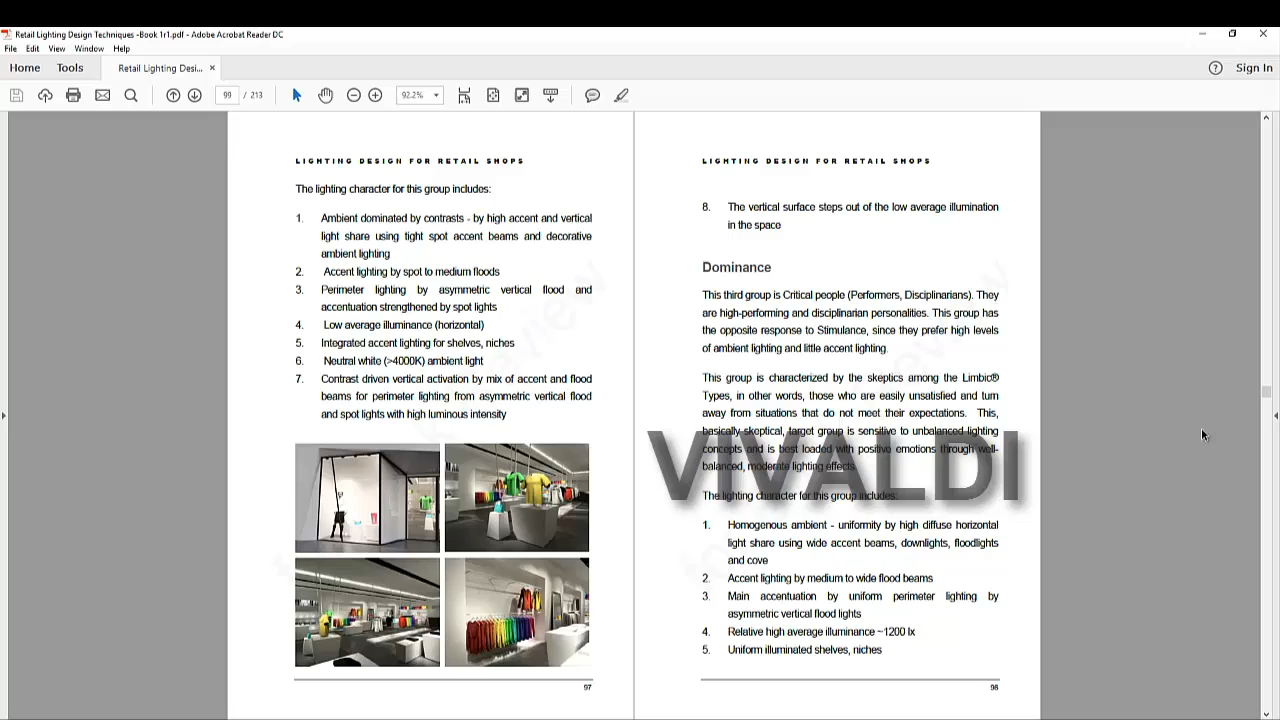 Retail Lighting Design Techniques -Book 1r1.pdf - Adobe Acrobat Reader DC
File Edit View Window Help
Home Tools Retail Lighting Desi... × Sign In
99 / 213 92.2%
LIGHTING DESIGN FOR RETAIL SHOPS
The lighting character for this group includes:
1. Ambient dominated by contrasts - by high accent and vertical
light share using tight spot accent beams and decorative
ambient lighting
2. Accent lighting by spot to medium floods
3. Perimeter lighting by asymmetric vertical flood and
accentuation strengthened by spot lights
4. Low average illuminance (horizontal)
5. Integrated accent lighting for shelves, niches
6. Neutral white (>4000K) ambient light
7. Contrast driven vertical activation by mix of accent and flood
beams for perimeter lighting from asymmetric vertical flood
and spot lights with high luminous intensity
97
LIGHTING DESIGN FOR RETAIL SHOPS
8. The vertical surface steps out of the low average illumination
in the space
Dominance
This third group is Critical people (Performers, Disciplinarians). They
are high-performing and disciplinarian personalities. This group has
the opposite response to Stimulance, since they prefer high levels
of ambient lighting and little accent lighting.
This group is characterized by the skeptics among the Limbic®
Types, in other words, those who are easily unsatisfied and turn
away from situations that do not meet their expectations. This,
basically skeptical, target group is sensitive to unbalanced lighting
concepts and is best loaded with positive emotions through well-
balanced, moderate lighting effects.
VIVALDI
The lighting character for this group includes:
1. Homogenous ambient - uniformity by high diffuse horizontal
light share using wide accent beams, downlights, floodlights
and cove
2. Accent lighting by medium to wide flood beams
3. Main accentuation by uniform perimeter lighting by
asymmetric vertical flood lights
4. Relative high average illuminance ~1200 lx
5. Uniform illuminated shelves, niches
98